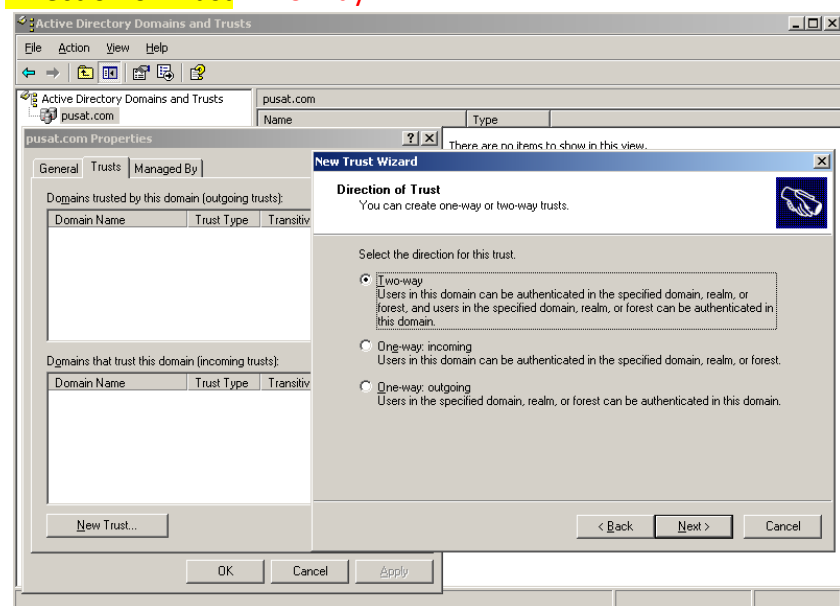 Active Directory Domains and Trusts
File Action View Help
Active Directory Domains and Trusts
pusat.com
pusat.com
Name Type
There are no items to show in this view.
pusat.com Properties
General Trusts Managed By
Domains trusted by this domain (outgoing trusts):
Domain Name Trust Type Transitiv
Domains that trust this domain (incoming trusts):
Domain Name Trust Type Transitiv
New Trust...
OK Cancel Apply
New Trust Wizard
Direction of Trust
You can create one-way or two-way trusts.
Select the direction for this trust.
Two-way
Users in this domain can be authenticated in the specified domain, realm, or
forest, and users in the specified domain, realm, or forest can be authenticated in
this domain.
One-way: incoming
Users in this domain can be authenticated in the specified domain, realm, or forest.
One-way: outgoing
Users in the specified domain, realm, or forest can be authenticated in this domain.
< Back Next > Cancel